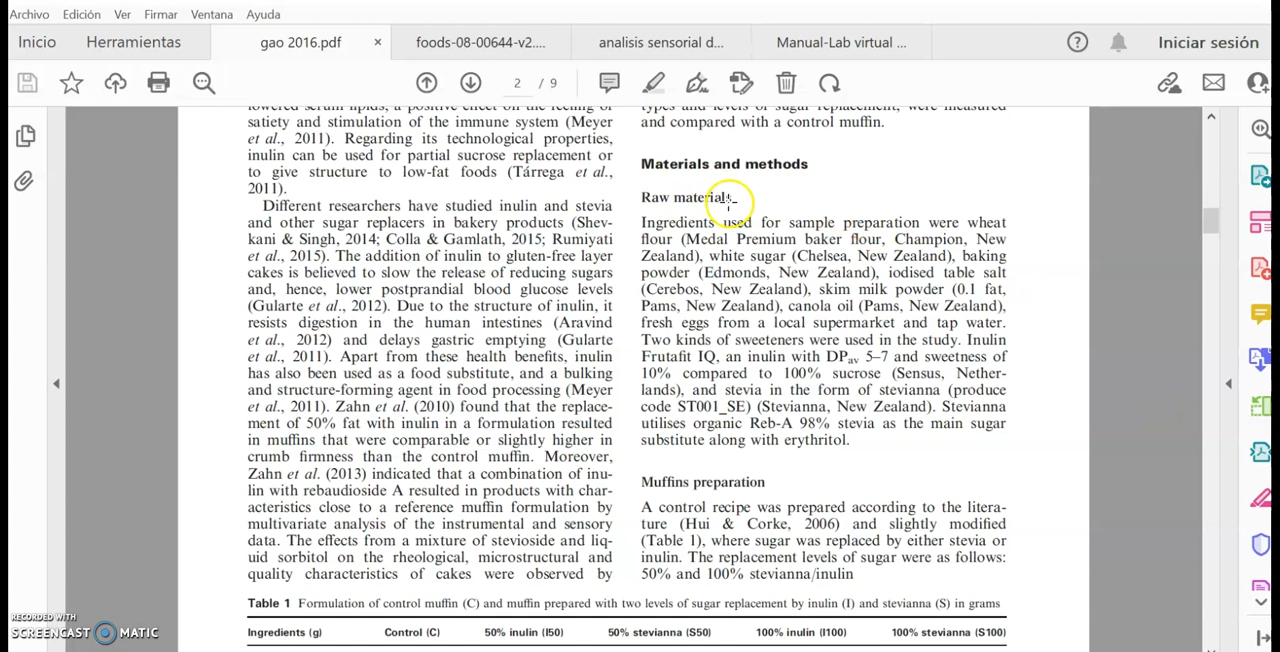 Archivo Edición Ver Firmar Ventana Ayuda
Inicio Herramientas gao 2016.pdf × foods-08-00644-v2.... analisis sensorial d... Manual-Lab virtual ... Iniciar sesión
2 / 9
lowered serum lipids, a positive effect on the feeling of
satiety and stimulation of the immune system (Meyer
et al., 2011). Regarding its technological properties,
inulin can be used for partial sucrose replacement or
to give structure to low-fat foods (Tárrega et al.,
2011).
Different researchers have studied inulin and stevia
and other sugar replacers in bakery products (Shev-
kani & Singh, 2014; Colla & Gamlath, 2015; Rumiyati
et al., 2015). The addition of inulin to gluten-free layer
cakes is believed to slow the release of reducing sugars
and, hence, lower postprandial blood glucose levels
(Gularte et al., 2012). Due to the structure of inulin, it
resists digestion in the human intestines (Aravind
et al., 2012) and delays gastric emptying (Gularte
et al., 2011). Apart from these health benefits, inulin
has also been used as a food substitute, and a bulking
and structure-forming agent in food processing (Meyer
et al., 2011). Zahn et al. (2010) found that the replace-
ment of 50% fat with inulin in a formulation resulted
in muffins that were comparable or slightly higher in
crumb firmness than the control muffin. Moreover,
Zahn et al. (2013) indicated that a combination of inu-
lin with rebaudioside A resulted in products with char-
acteristics close to a reference muffin formulation by
multivariate analysis of the instrumental and sensory
data. The effects from a mixture of stevioside and liq-
uid sorbitol on the rheological, microstructural and
quality characteristics of cakes were observed by
types and levels of sugar replacement, were measured
and compared with a control muffin.
Materials and methods
Raw materials
Ingredients used for sample preparation were wheat
flour (Medal Premium baker flour, Champion, New
Zealand), white sugar (Chelsea, New Zealand), baking
powder (Edmonds, New Zealand), iodised table salt
(Cerebos, New Zealand), skim milk powder (0.1 fat,
Pams, New Zealand), canola oil (Pams, New Zealand),
fresh eggs from a local supermarket and tap water.
Two kinds of sweeteners were used in the study. Inulin
Frutafit IQ, an inulin with DPav 5–7 and sweetness of
10% compared to 100% sucrose (Sensus, Nether-
lands), and stevia in the form of stevianna (produce
code ST001_SE) (Stevianna, New Zealand). Stevianna
utilises organic Reb-A 98% stevia as the main sugar
substitute along with erythritol.
Muffins preparation
A control recipe was prepared according to the litera-
ture (Hui & Corke, 2006) and slightly modified
(Table 1), where sugar was replaced by either stevia or
inulin. The replacement levels of sugar were as follows:
50% and 100% stevianna/inulin
Table 1 Formulation of control muffin (C) and muffin prepared with two levels of sugar replacement by inulin (I) and stevianna (S) in grams
Ingredients (g) Control (C) 50% inulin (I50) 50% stevianna (S50) 100% inulin (I100) 100% stevianna (S100)
RECORDED WITH
SCREENCAST MATIC